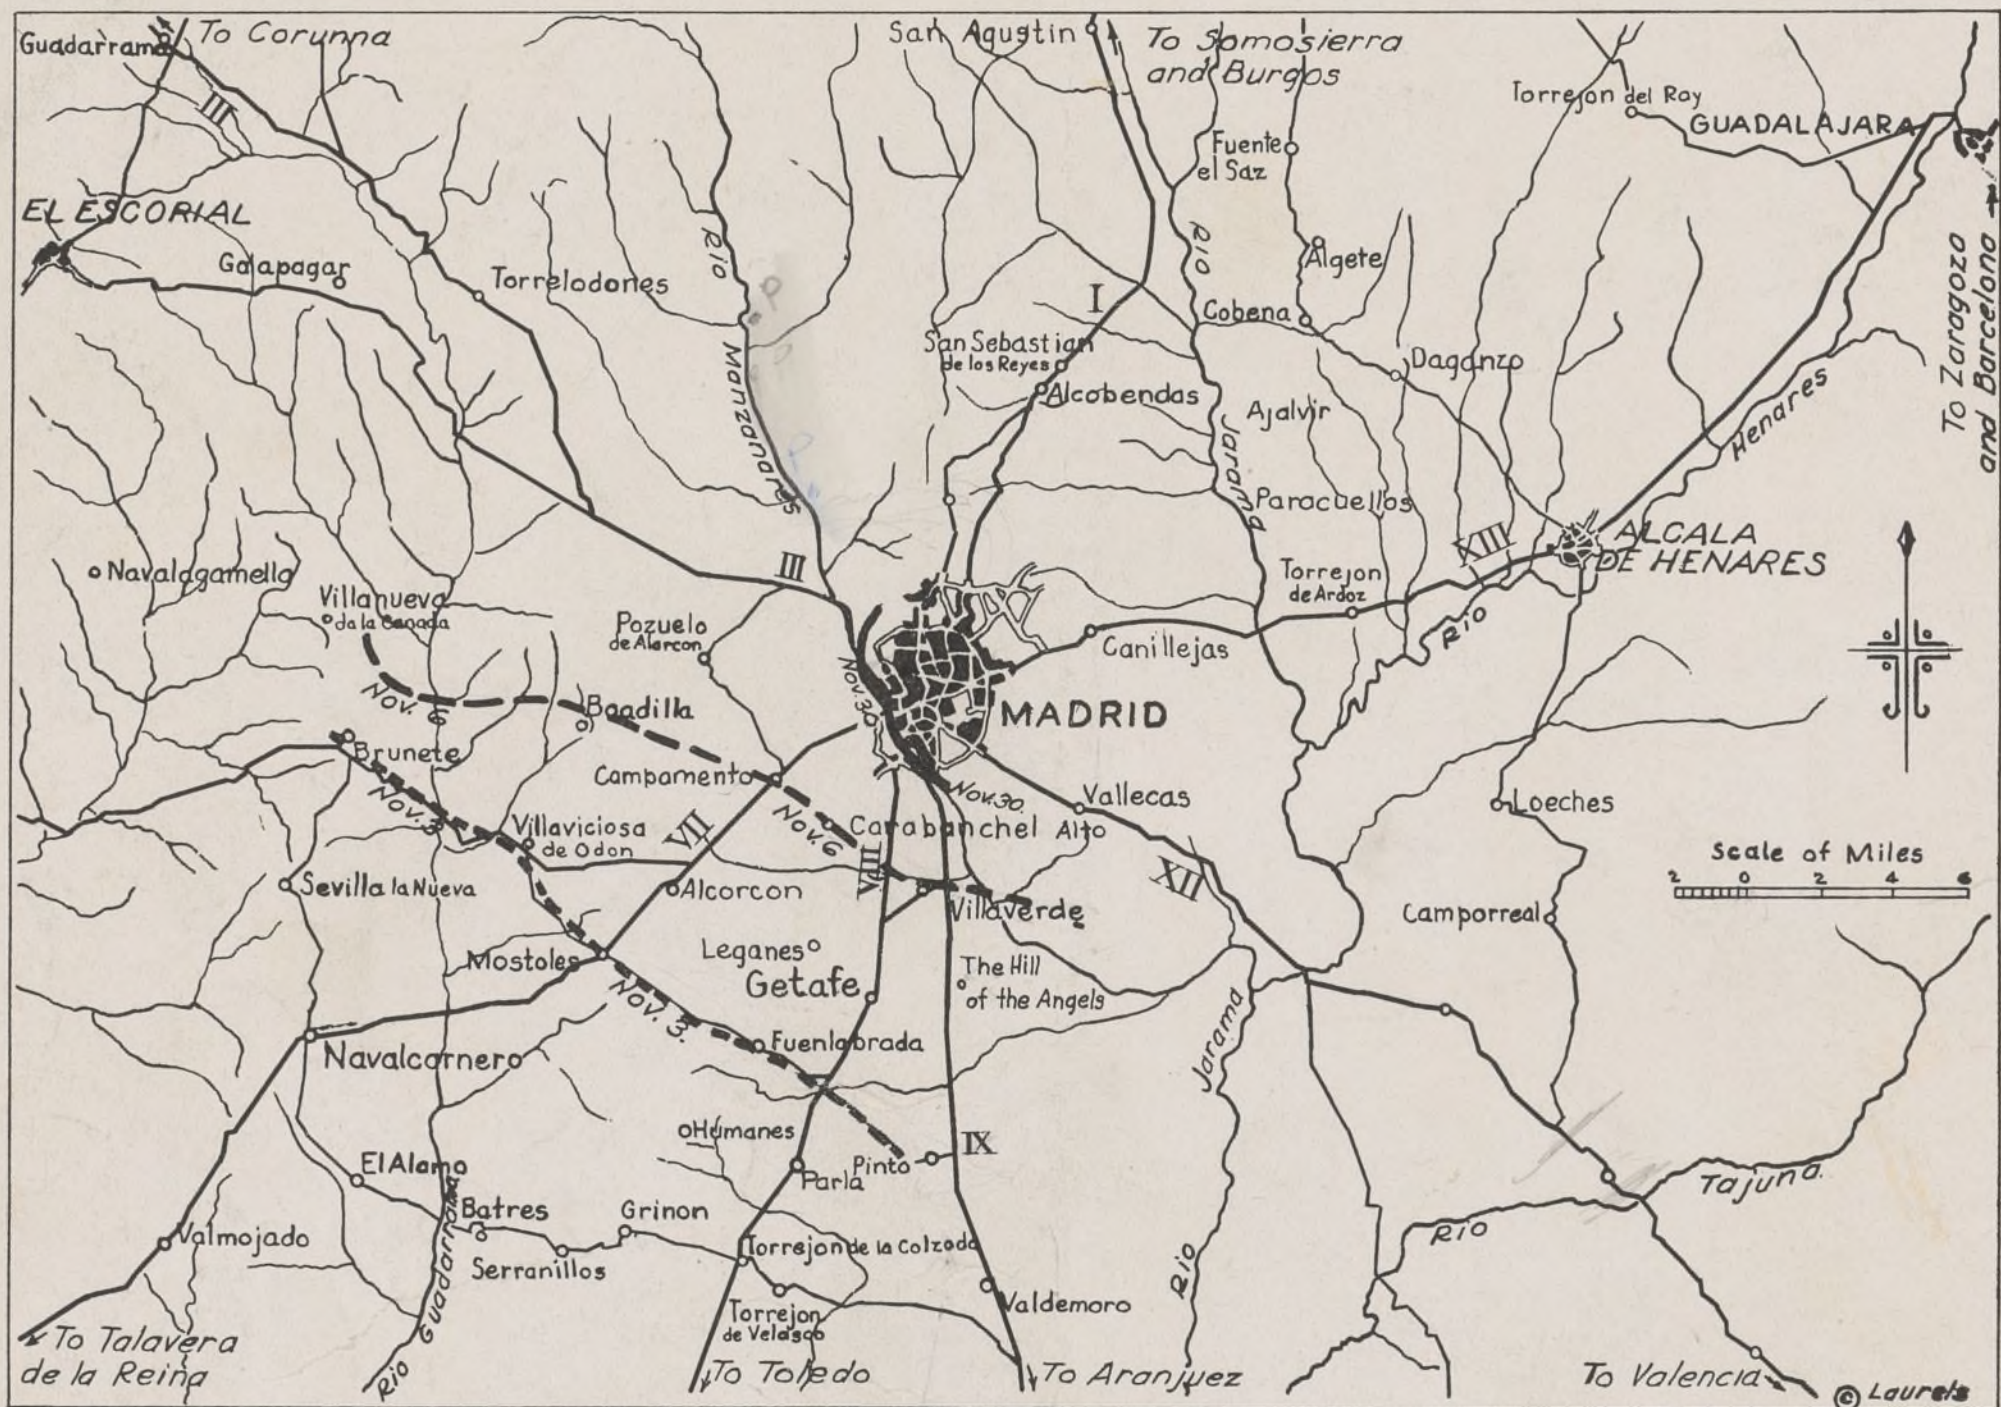 Guadarrama
To Corunna
San Agustin
To Somosierra
and Burgos
Torrejon del Ray
GUADALAJARA
III
Fuente
el Saz
EL ESCORIAL
Galapagar
Torrelodones
Rio
Manzanares
I
Rio
Jarama
Algete
Cobena
To Zaragozo
and Barcelona
San Sebastian
de los Reyes
Alcobendas
Daganzo
Ajalvir
Henares
Paracuellos
XIII
ALCALA
DE HENARES
Navalagamella
III
Torrejon
de Ardoz
Villanueva
de la Canada
Pozuelo
de Alarcon
Rio
Canillejas
Nov. 6
Boadilla
Nov. 30
MADRID
Brunete
Campamento
Nov. 30.
Vallecas
Loeches
Nov. 3
Villaviciosa
de Odon
VII
Nov. 6
Carabanchel Alto
Scale of Miles
2 0 2 4 6
VIII
XII
Sevilla la Nueva
Alcorcon
Villaverde
Camporreal
Mostoles
Leganes
Getafe
The Hill
of the Angels
Nov. 3.
Jarama
Rio
Navalcarnero
Fuenlabrada
Humanes
IX
El Alamo
Parla
Pinto
Tajuna
Rio
Batres
Grinon
Valmojado
Serranillos
Torrejon de la Colzada
Guadarrama
Rio
Torrejon
de Velasco
Valdemoro
To Talavera
de la Reina
To Toledo
To Aranjuez
To Valencia
© Laurels